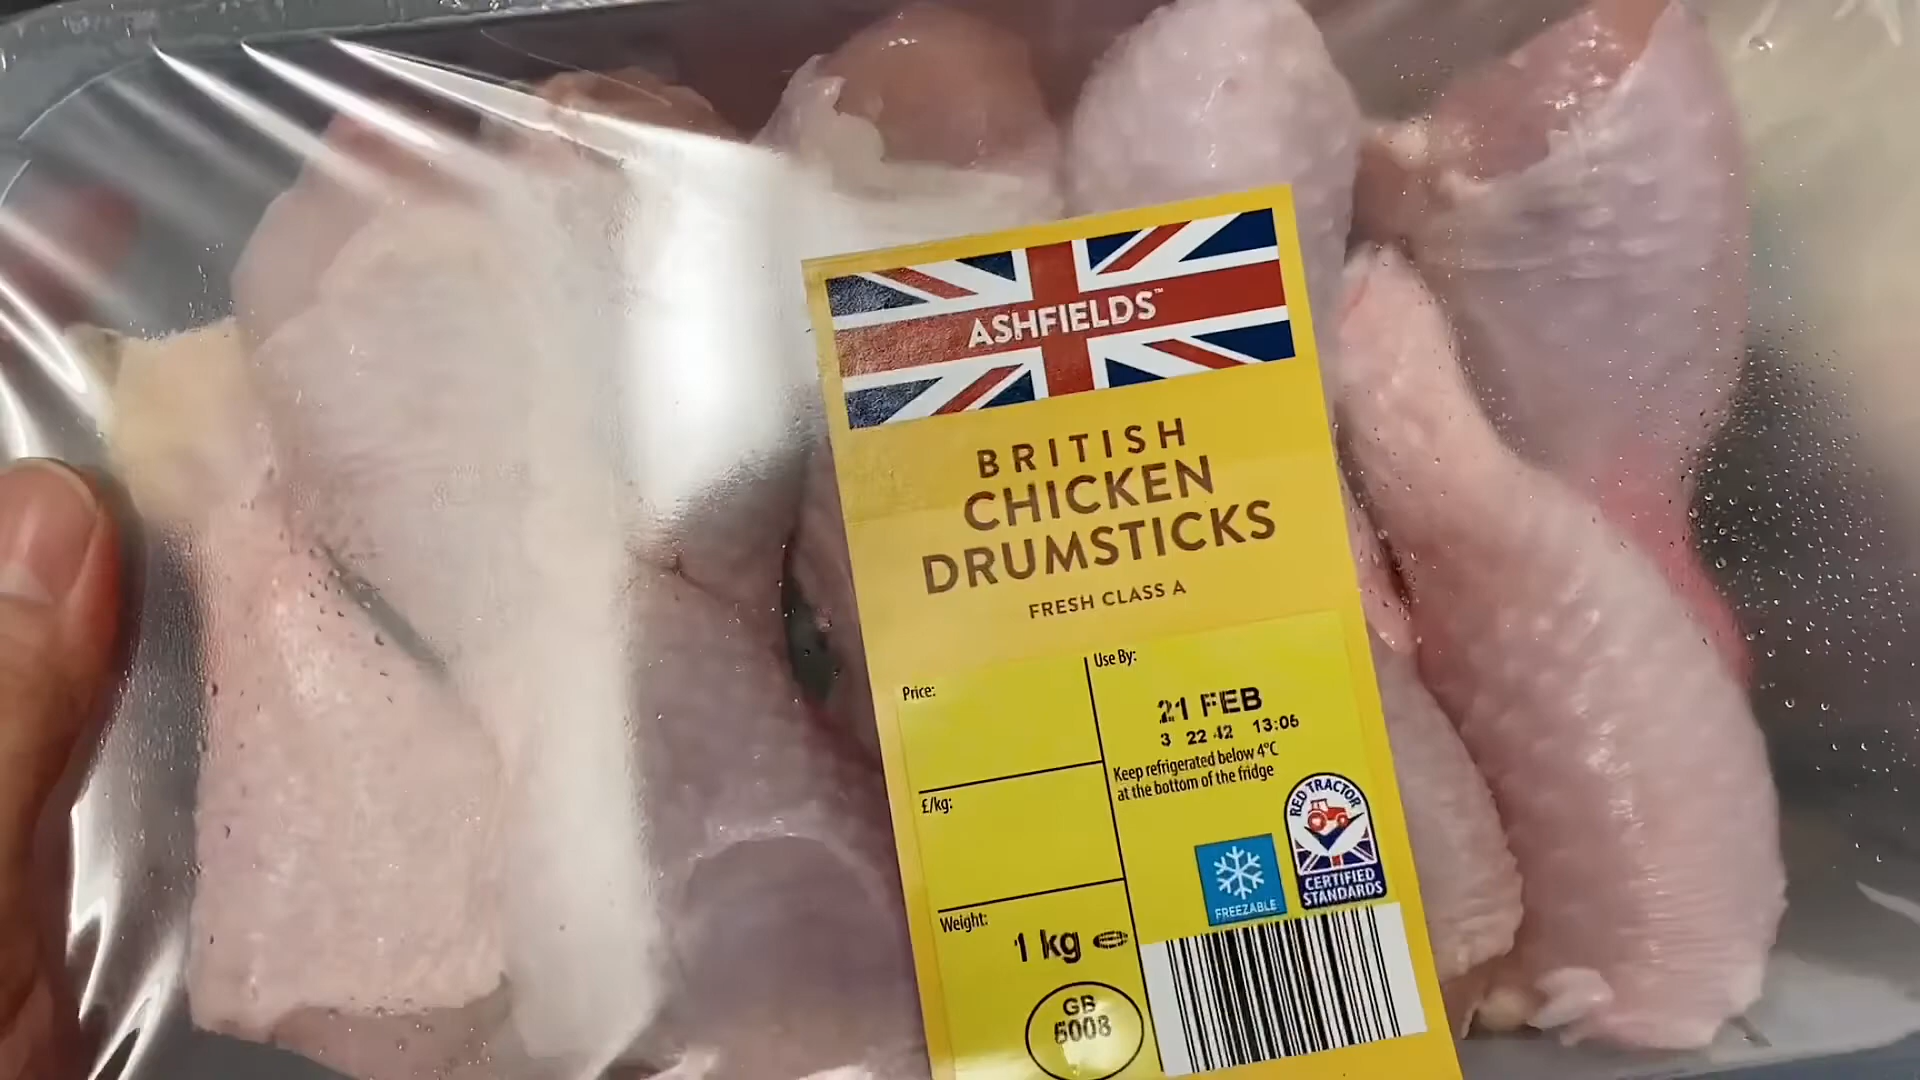 ASHFIELDS™
BRITISH
CHICKEN
DRUMSTICKS
FRESH CLASS A
Price:
Use By:
21 FEB
3 22 42 13:06
Keep refrigerated below 4°C
at the bottom of the fridge
£/kg:
RED TRACTOR
CERTIFIED
STANDARDS
FREEZABLE
Weight:
1 kg e
GB
5008